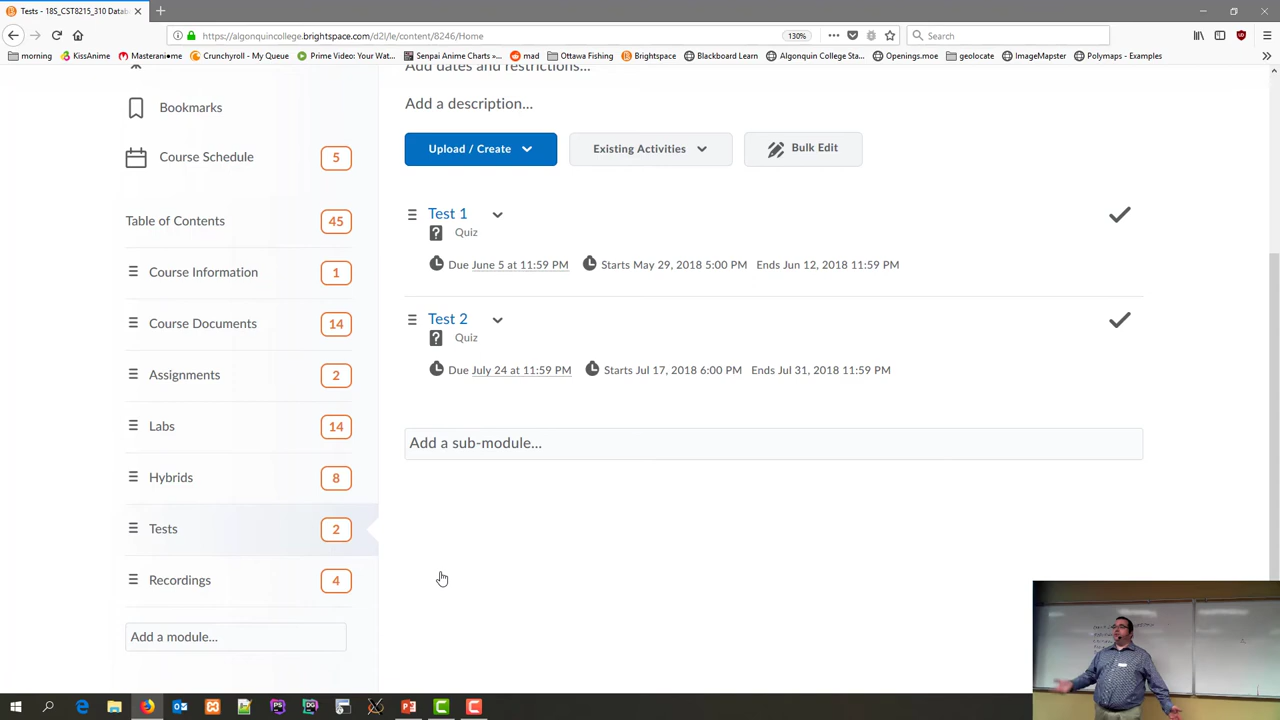 Tests - 18S_CST8215_310 Datab
https://algonquincollege.brightspace.com/d2l/le/content/8246/Home
130%
Search
morning
KissAnime
Masterani♥me
Crunchyroll - My Queue
Prime Video: Your Wat...
Senpai Anime Charts -...
mad
Ottawa Fishing
Brightspace
Blackboard Learn
Algonquin College Sta...
Openings.moe
geolocate
ImageMapster
Polymaps - Examples
Add dates and restrictions...
Bookmarks
Add a description...
Course Schedule 5
Upload / Create
Existing Activities
Bulk Edit
Table of Contents 45
Test 1
Quiz
Due June 5 at 11:59 PM Starts May 29, 2018 5:00 PM Ends Jun 12, 2018 11:59 PM
Course Information 1
Course Documents 14
Test 2
Quiz
Due July 24 at 11:59 PM Starts Jul 17, 2018 6:00 PM Ends Jul 31, 2018 11:59 PM
Assignments 2
Labs 14
Add a sub-module...
Hybrids 8
Tests 2
Recordings 4
Add a module...